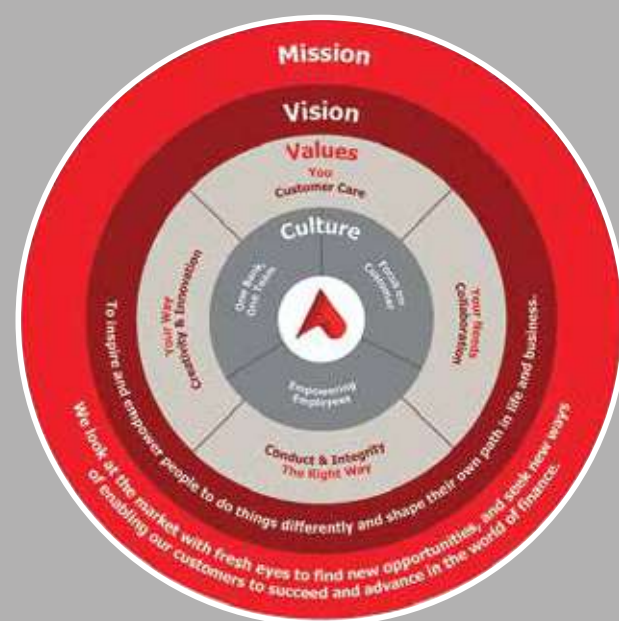 Mission
We look at the market with fresh eyes to find new opportunities, and seek new ways
of enabling our customers to succeed and advance in the world of finance.
Vision
To inspire and empower people to do things differently and shape their own path in life and business.
Values
You
Customer Care
Your Needs
Collaboration
Conduct & Integrity
The Right Way
Your Way
Creativity & Innovation
Culture
One Bank,
One Team
Focus on
Customer
Empowering
Employees